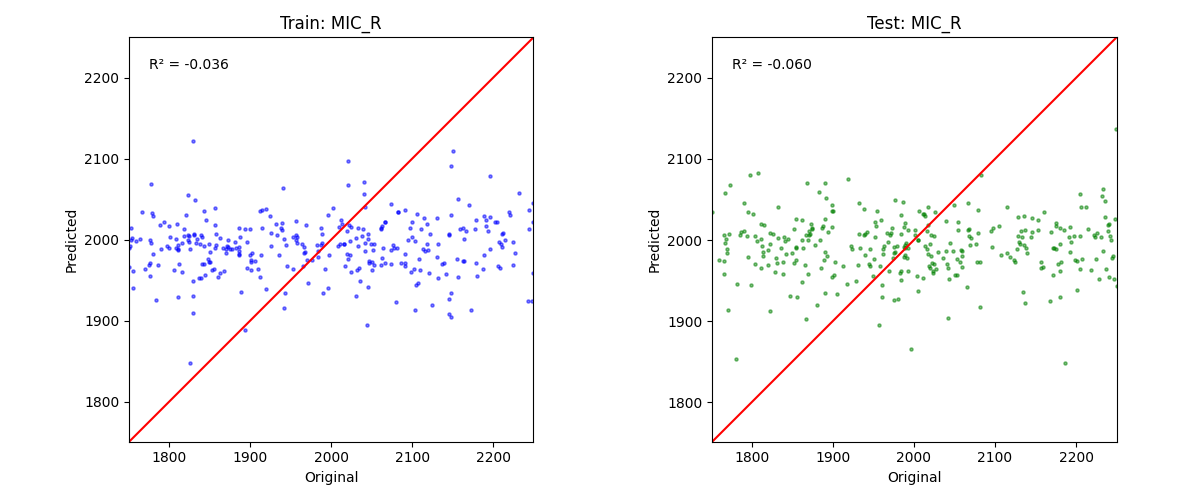 Train: MIC_R
R² = -0.036
2200
2100
2000
1900
1800
Predicted
1800 1900 2000 2100 2200
Original
Test: MIC_R
R² = -0.060
2200
2100
2000
1900
1800
Predicted
1800 1900 2000 2100 2200
Original